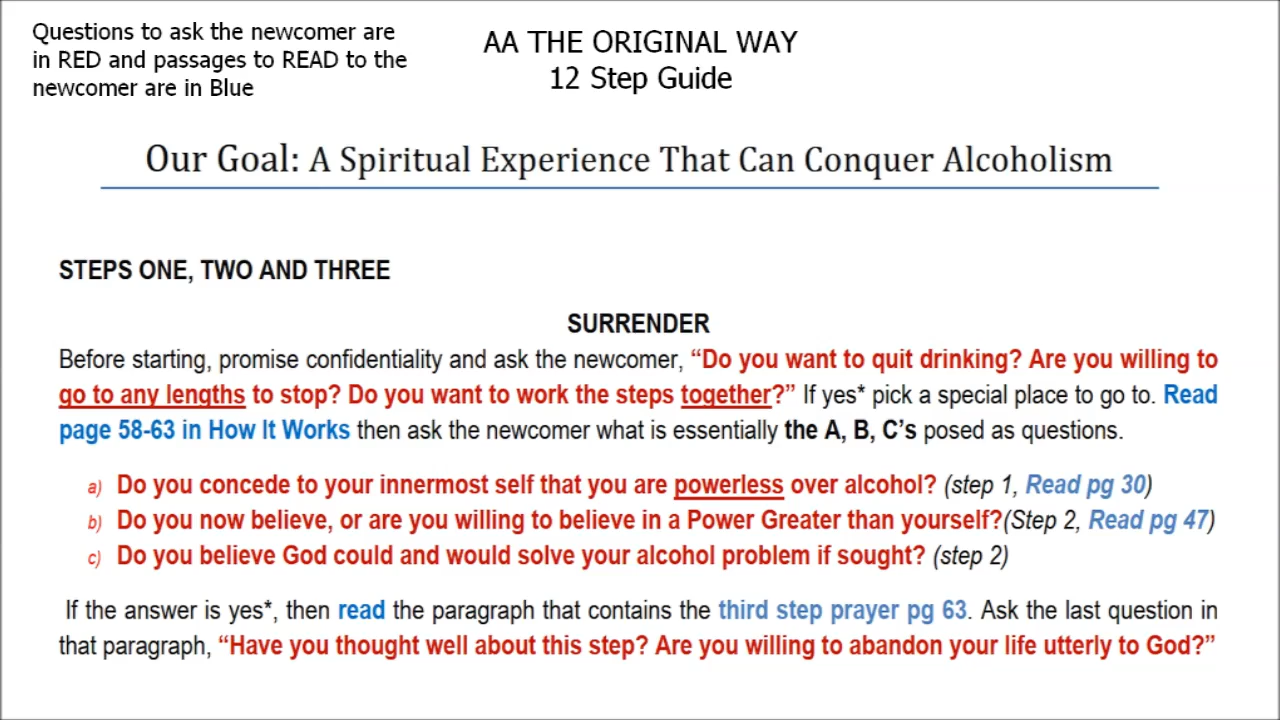 Questions to ask the newcomer are
in RED and passages to READ to the
newcomer are in Blue
AA THE ORIGINAL WAY
12 Step Guide
Our Goal: A Spiritual Experience That Can Conquer Alcoholism
STEPS ONE, TWO AND THREE
SURRENDER
Before starting, promise confidentiality and ask the newcomer, “Do you want to quit drinking? Are you willing to
go to any lengths to stop? Do you want to work the steps together?” If yes* pick a special place to go to. Read
page 58-63 in How It Works then ask the newcomer what is essentially the A, B, C’s posed as questions.
a) Do you concede to your innermost self that you are powerless over alcohol? (step 1, Read pg 30)
b) Do you now believe, or are you willing to believe in a Power Greater than yourself?(Step 2, Read pg 47)
c) Do you believe God could and would solve your alcohol problem if sought? (step 2)
If the answer is yes*, then read the paragraph that contains the third step prayer pg 63. Ask the last question in
that paragraph, “Have you thought well about this step? Are you willing to abandon your life utterly to God?”